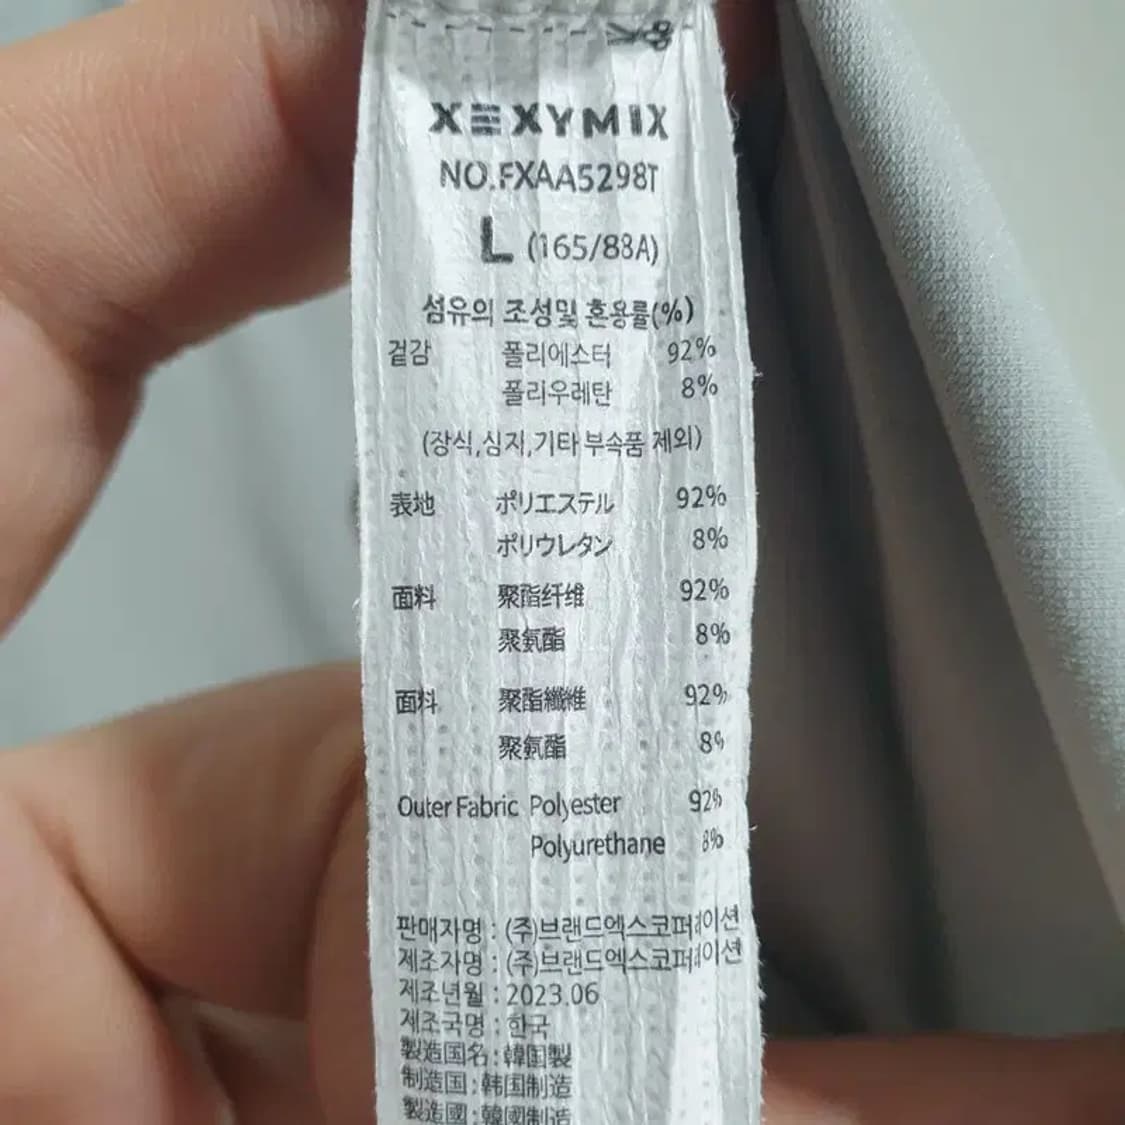 XEXYMIX
NO.FXAA5298T
L (165/88A)
섬유의 조성및 혼용률(%)
겉감 폴리에스터 92%
폴리우레탄 8%
(장식,심지,기타 부속품 제외)
表地 ポリエステル 92%
ポリウレタン 8%
面料 聚酯纤维 92%
聚氨酯 8%
面料 聚酯纖維 92%
聚氨酯 8%
Outer Fabric Polyester 92%
Polyurethane 8%
판매자명 : (주)브랜드엑스코퍼레이션
제조자명 : (주)브랜드엑스코퍼레이션
제조년월 : 2023.06
제조국명 : 한국
製造国名 : 韓国製
制造国 : 韩国制造
製造國 : 韓國制造